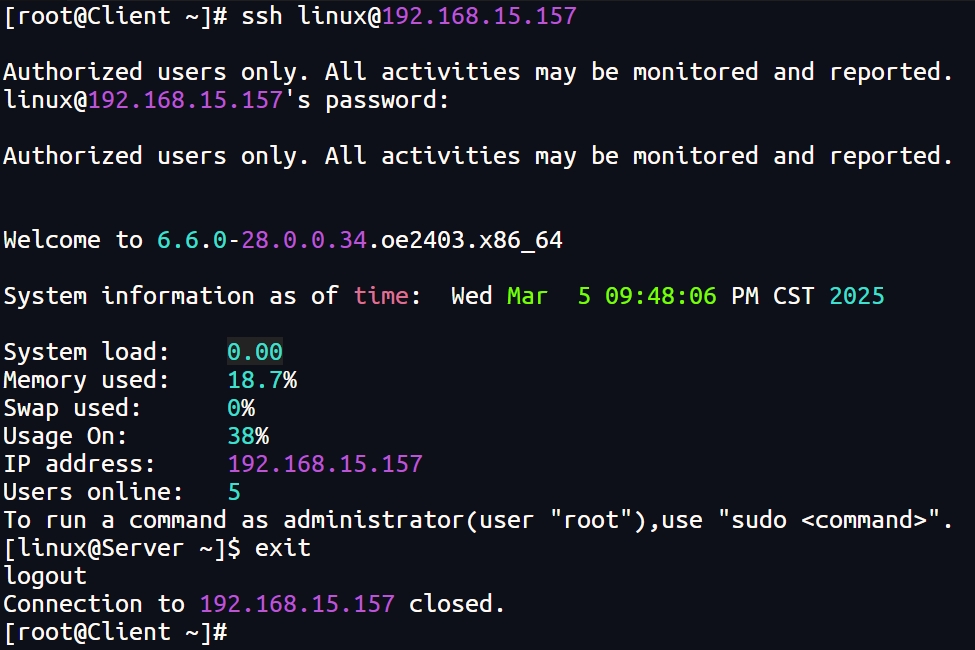 [root@Client ~]# ssh linux@192.168.15.157
Authorized users only. All activities may be monitored and reported.
linux@192.168.15.157's password:
Authorized users only. All activities may be monitored and reported.
Welcome to 6.6.0-28.0.0.34.oe2403.x86_64
System information as of time:  Wed Mar  5 09:48:06 PM CST 2025
System load:    0.00
Memory used:    18.7%
Swap used:      0%
Usage On:       38%
IP address:     192.168.15.157
Users online:   5
To run a command as administrator(user "root"),use "sudo <command>".
[linux@Server ~]$ exit
logout
Connection to 192.168.15.157 closed.
[root@Client ~]#